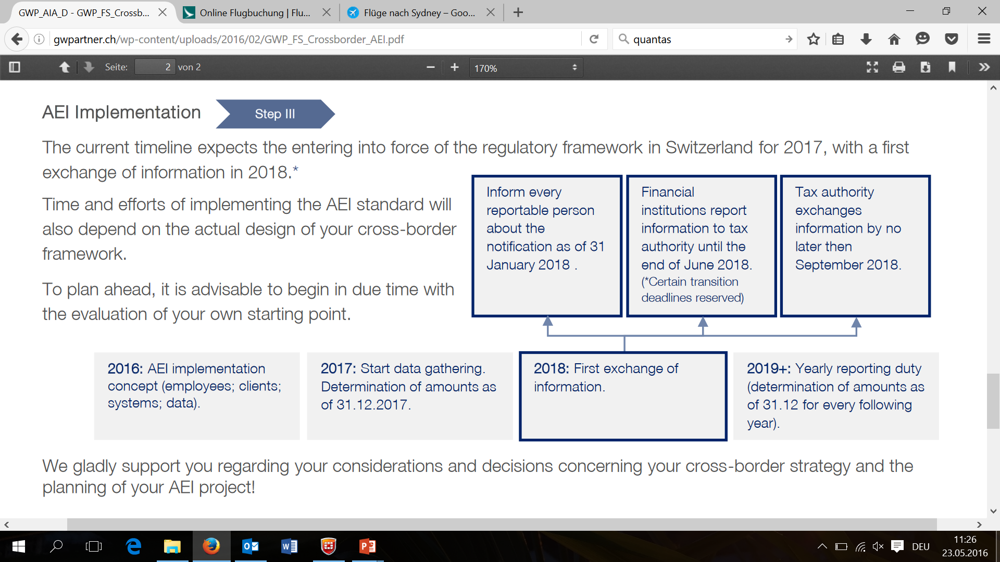 GWP_AIA_D - GWP_FS_Crossb...
Online Flugbuchung | Flu...
Flüge nach Sydney – Goo...
gwpartner.ch/wp-content/uploads/2016/02/GWP_FS_Crossborder_AEI.pdf
quantas
Seite: 2 von 2
170%
AEI Implementation
Step III
The current timeline expects the entering into force of the regulatory framework in Switzerland for 2017, with a first
exchange of information in 2018.*
Time and efforts of implementing the AEI standard will
also depend on the actual design of your cross-border
framework.
To plan ahead, it is advisable to begin in due time with
the evaluation of your own starting point.
Inform every
reportable person
about the
notification as of 31
January 2018 .
Financial
institutions report
information to tax
authority until the
end of June 2018.
(*Certain transition
deadlines reserved)
Tax authority
exchanges
information by no
later then
September 2018.
2016: AEI implementation
concept (employees; clients;
systems; data).
2017: Start data gathering.
Determination of amounts as
of 31.12.2017.
2018: First exchange of
information.
2019+: Yearly reporting duty
(determination of amounts as
of 31.12 for every following
year).
We gladly support you regarding your considerations and decisions concerning your cross-border strategy and the
planning of your AEI project!
DEU
11:26
23.05.2016